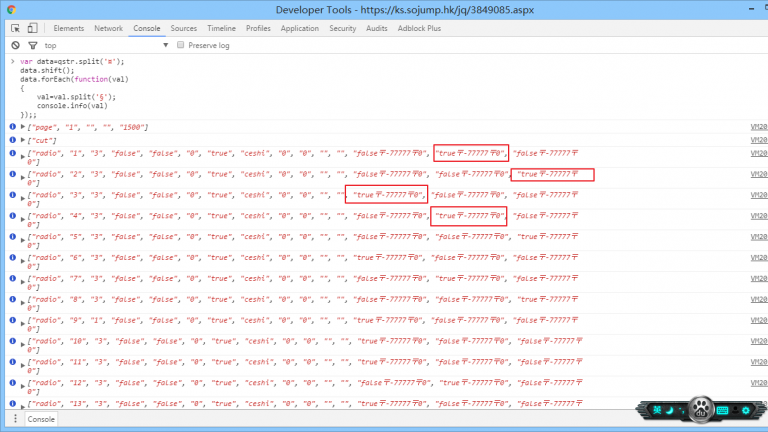 Developer Tools - https://ks.sojump.hk/jq/3849085.aspx
Elements Network Console Sources Timeline Profiles Application Security Audits Adblock Plus
top ▼ Preserve log
> var data=qstr.split('¤');
data.shift();
data.forEach(function(val)
{
val=val.split('§');
console.info(val)
});;
["page", "1", "", "", "1500"] VM20
["cut"] VM20
["radio", "1", "3", "false", "false", "0", "true", "ceshi", "0", "0", "", "", "false〒-77777〒0", "true〒-77777〒0", "false〒-77777〒 VM20
0"]
["radio", "2", "3", "false", "false", "0", "true", "ceshi", "0", "0", "", "", "false〒-77777〒0", "false〒-77777〒0", "true〒-77777〒 VM20
0"]
["radio", "3", "3", "false", "false", "0", "true", "ceshi", "0", "0", "", "", "true〒-77777〒0", "false〒-77777〒0", "false〒-77777〒 VM20
0"]
["radio", "4", "3", "false", "false", "0", "true", "ceshi", "0", "0", "", "", "false〒-77777〒0", "true〒-77777〒0", "false〒-77777〒 VM20
0"]
["radio", "5", "3", "false", "false", "0", "true", "ceshi", "0", "0", "", "", "false〒-77777〒0", "false〒-77777〒0", "true〒-77777〒 VM20
0"]
["radio", "6", "3", "false", "false", "0", "true", "ceshi", "0", "0", "", "", "true〒-77777〒0", "false〒-77777〒0", "false〒-77777〒 VM20
0"]
["radio", "7", "3", "false", "false", "0", "true", "ceshi", "0", "0", "", "", "true〒-77777〒0", "false〒-77777〒0", "false〒-77777〒 VM20
0"]
["radio", "8", "3", "false", "false", "0", "true", "ceshi", "0", "0", "", "", "false〒-77777〒0", "false〒-77777〒0", "true〒-77777〒 VM20
0"]
["radio", "9", "1", "false", "false", "0", "true", "ceshi", "0", "0", "", "", "true〒-77777〒0", "false〒-77777〒0", "false〒-77777〒 VM20
0"]
["radio", "10", "3", "false", "false", "0", "true", "ceshi", "0", "0", "", "", "true〒-77777〒0", "false〒-77777〒0", "false〒-77777〒 VM20
0"]
["radio", "11", "3", "false", "false", "0", "true", "ceshi", "0", "0", "", "", "true〒-77777〒0", "false〒-77777〒0", "false〒-77777〒 VM20
0"]
["radio", "12", "3", "false", "false", "0", "true", "ceshi", "0", "0", "", "", "false〒-77777〒0", "true〒-77777〒0", "false〒-77777〒 VM20
0"]
["radio", "13", "3", "false", "false", "0", "true", "ceshi", "0", "0", "", "", "true〒-77777〒0", "false〒-77777〒0", "false〒-77777〒 VM20
英 du
Console